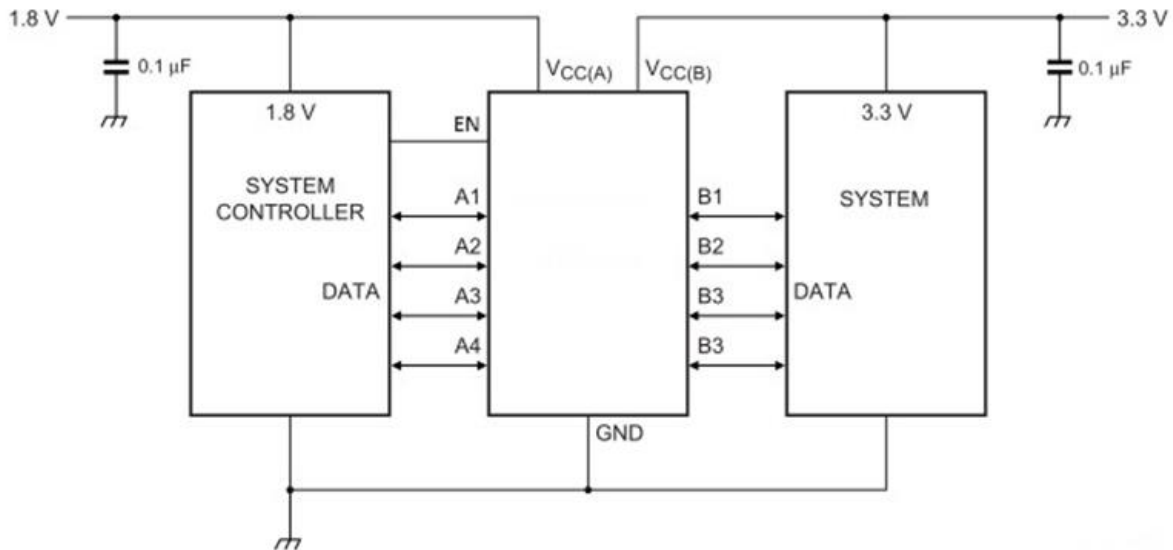 1.8 V
3.3 V
0.1 μF
VCC(A)
VCC(B)
0.1 μF
1.8 V
3.3 V
EN
SYSTEM
CONTROLLER
A1
B1
SYSTEM
A2
B2
DATA
A3
B3
DATA
A4
B3
GND